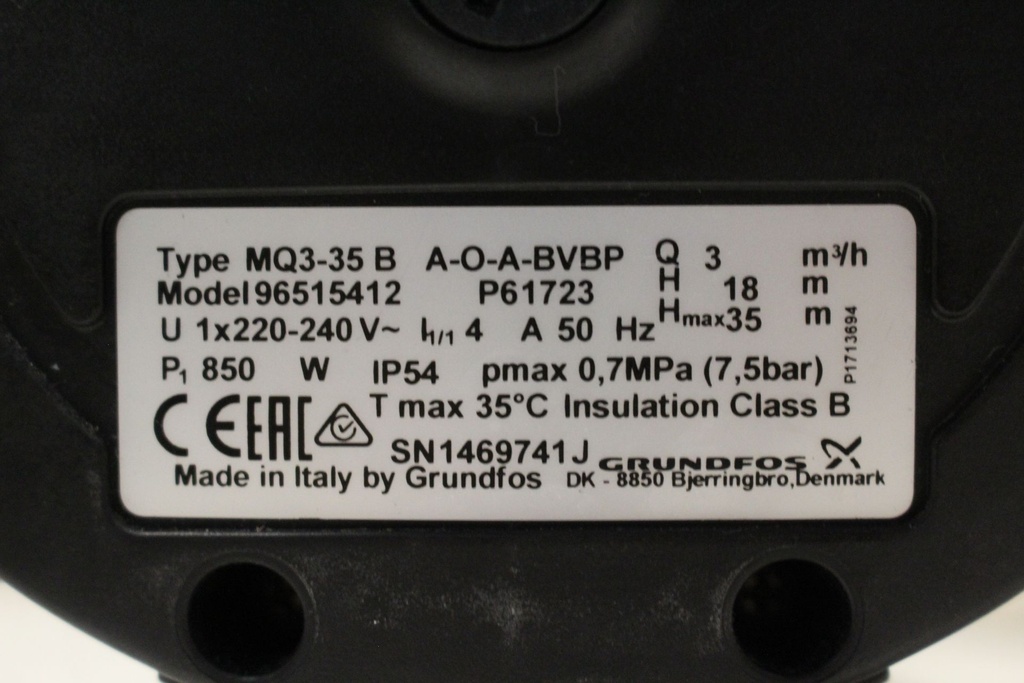 Type MQ3-35 B A-O-A-BVBP Q 3 m³/h
Model 96515412 P61723 H 18 m
U 1x220-240 V~ I1/1 4 A 50 Hz Hmax 35 m
P1 850 W IP54 pmax 0,7MPa (7,5bar)
P1713694
CE EAC T max 35°C Insulation Class B
SN1469741J GRUNDFOS
Made in Italy by Grundfos DK - 8850 Bjerringbro,Denmark